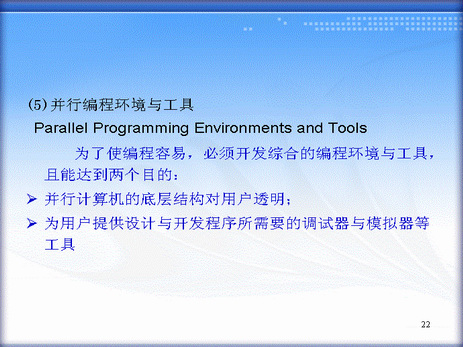 (5)并行编程环境与工具
Parallel Programming Environments and Tools
为了使编程容易，必须开发综合的编程环境与工具，
且能达到两个目的：
➢ 并行计算机的底层结构对用户透明；
➢ 为用户提供设计与开发程序所需要的调试器与模拟器等
工具
22